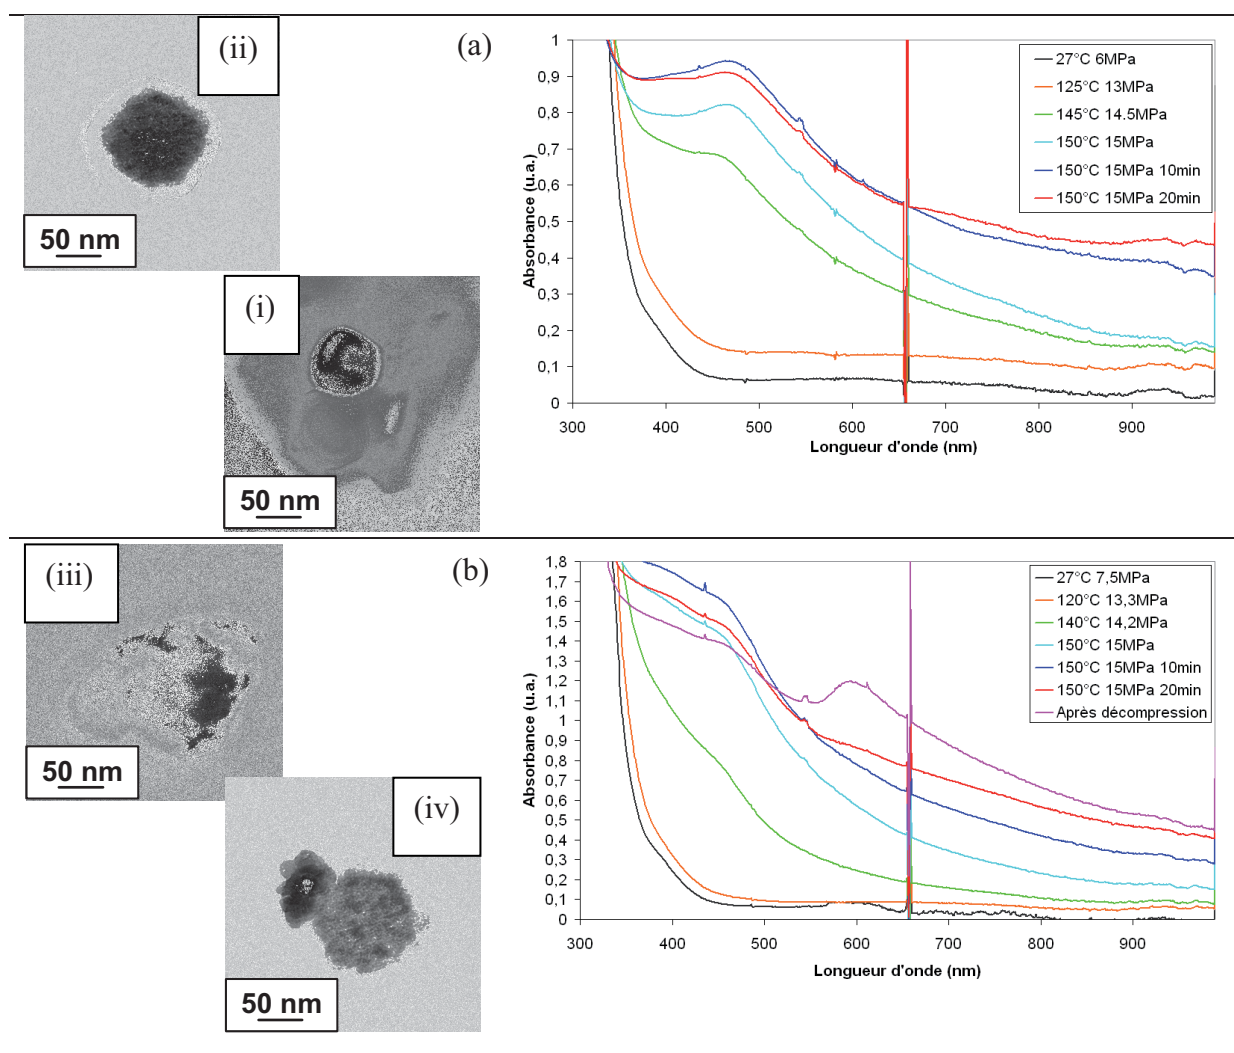 (ii)
50 nm
(i)
50 nm
(a)
1
0,9
0,8
0,7
0,6
0,5
0,4
0,3
0,2
0,1
0
Absorbance (u.a.)
300 400 500 600 700 800 900
Longueur d'onde (nm)
27°C 6MPa
125°C 13MPa
145°C 14.5MPa
150°C 15MPa
150°C 15MPa 10min
150°C 15MPa 20min
(iii)
50 nm
(iv)
50 nm
(b)
1,8
1,7
1,6
1,5
1,4
1,3
1,2
1,1
1
0,9
0,8
0,7
0,6
0,5
0,4
0,3
0,2
0,1
0
Absorbance (u.a.)
300 400 500 600 700 800 900
Longueur d'onde (nm)
27°C 7,5MPa
120°C 13,3MPa
140°C 14,2MPa
150°C 15MPa
150°C 15MPa 10min
150°C 15MPa 20min
Après décompression